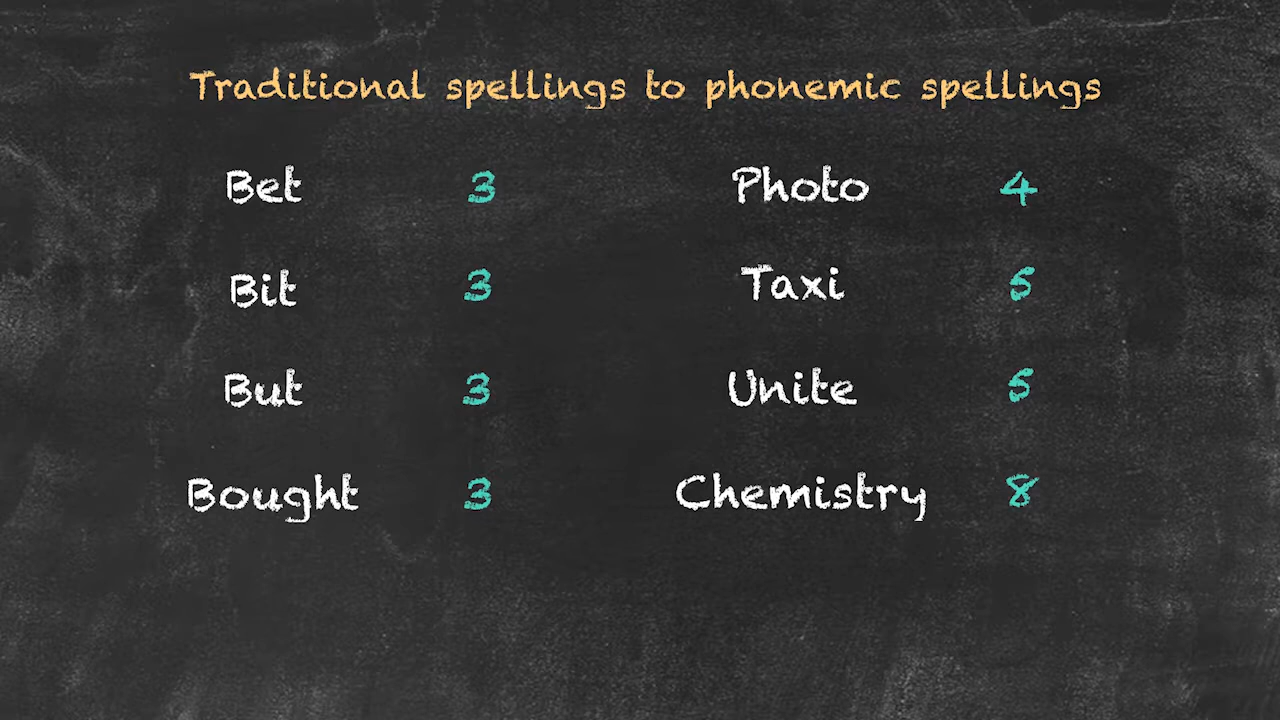 Traditional spellings to phonemic spellings
Bet 3 Photo 4
Bit 3 Taxi 5
But 3 Unite 5
Bought 3 Chemistry 8